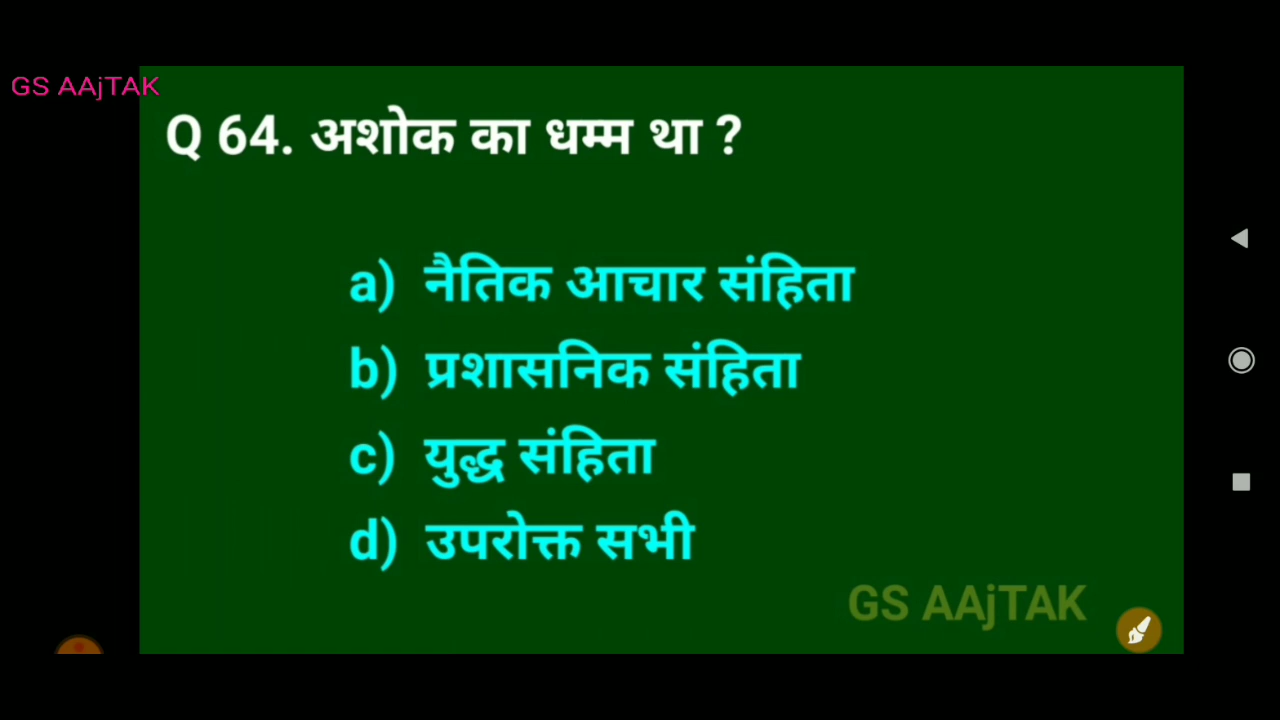 GS AAjTAK
Q 64. अशोक का धम्म था ?
a) नैतिक आचार संहिता
b) प्रशासनिक संहिता
c) युद्ध संहिता
d) उपरोक्त सभी
GS AAjTAK